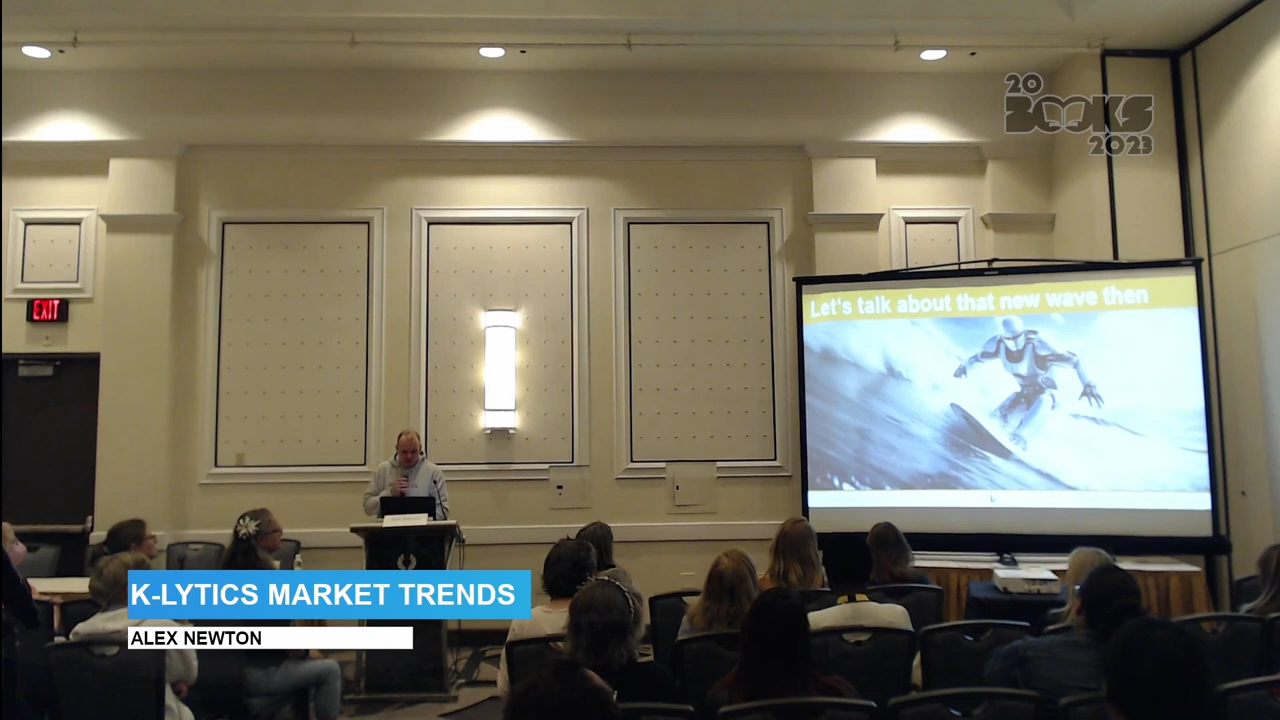 20
BOOKS
2023
EXIT
Let's talk about that new wave then
K-LYTICS MARKET TRENDS
ALEX NEWTON